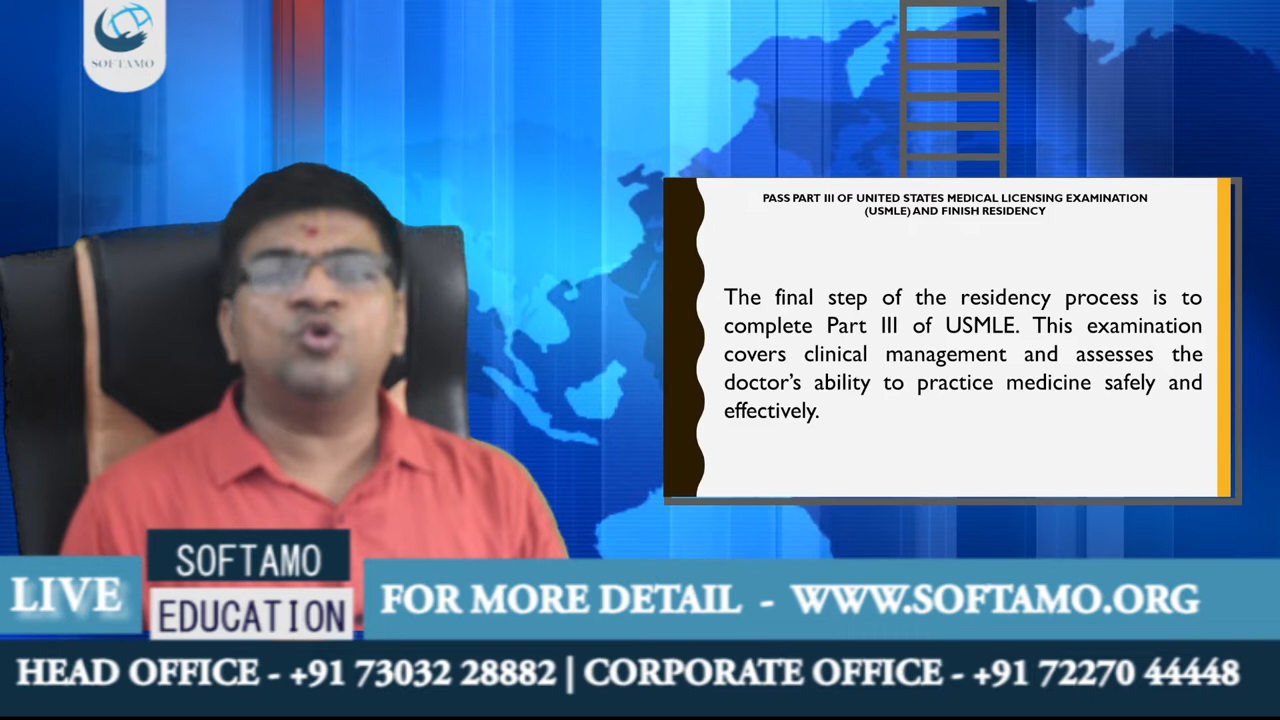 SOFTAMO
PASS PART III OF UNITED STATES MEDICAL LICENSING EXAMINATION
(USMLE) AND FINISH RESIDENCY
The final step of the residency process is to
complete Part III of USMLE. This examination
covers clinical management and assesses the
doctor's ability to practice medicine safely and
effectively.
SOFTAMO
EDUCATION
LIVE
FOR MORE DETAIL - WWW.SOFTAMO.ORG
HEAD OFFICE - +91 73032 28882 | CORPORATE OFFICE - +91 72270 44448